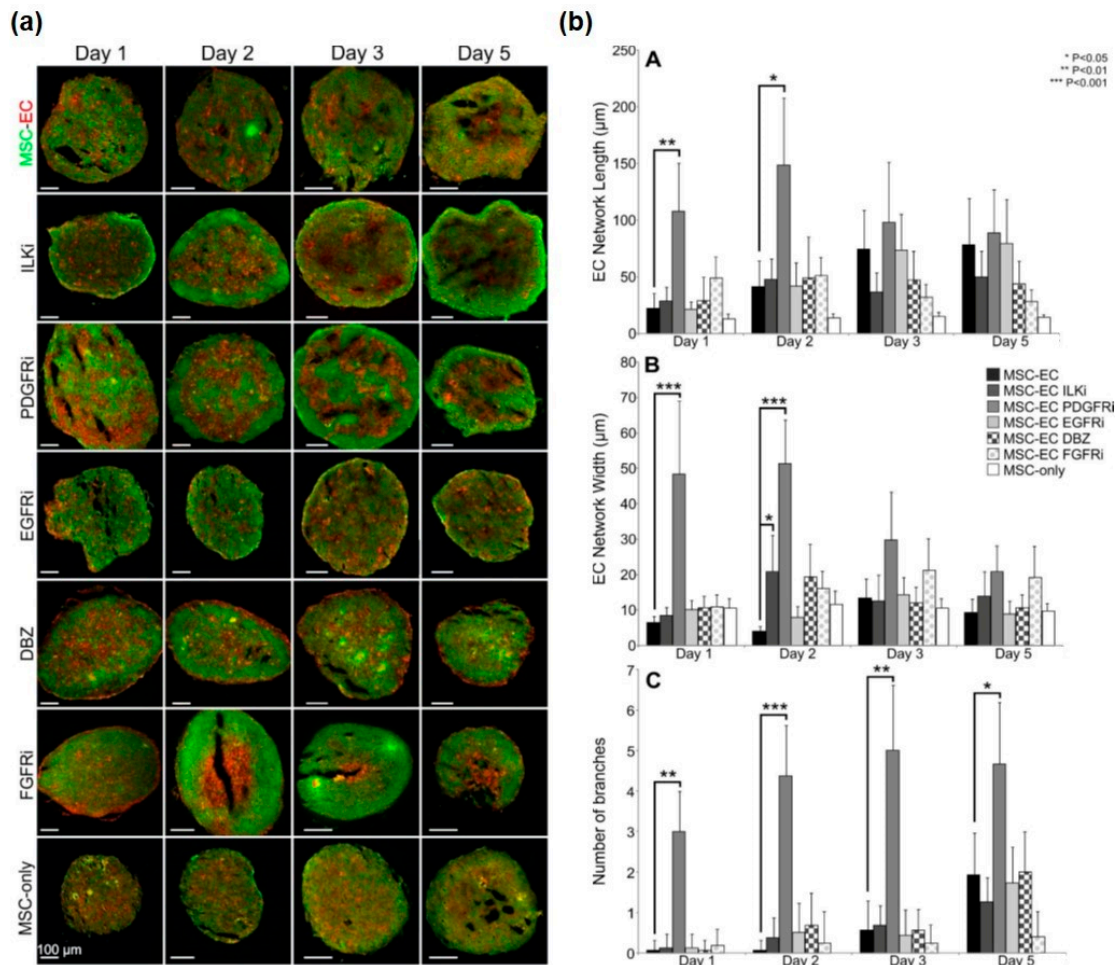 (a)
Day 1 Day 2 Day 3 Day 5
MSC-EC
ILKi
PDGFRi
EGFRi
DBZ
FGFRi
MSC-only
100 µm
(b)
A
* P<0.05
** P<0.01
*** P<0.001
EC Network Length (µm)
250
200
150
100
50
0
**
*
Day 1 Day 2 Day 3 Day 5
B
EC Network Width (µm)
80
60
50
40
30
20
10
0
***
*
***
MSC-EC
MSC-EC ILKi
MSC-EC PDGFRi
MSC-EC EGFRi
MSC-EC DBZ
MSC-EC FGFRi
MSC-only
Day 1 Day 2 Day 3 Day 5
C
Number of branches
7
6
5
4
3
2
1
0
**
***
**
*
Day 1 Day 2 Day 3 Day 5